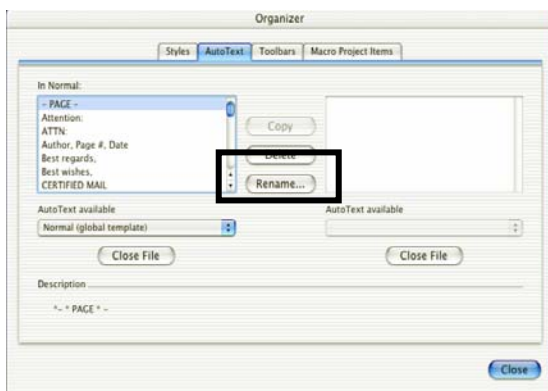 Organizer
Styles AutoText Toolbars Macro Project Items
In Normal:
- PAGE -
Attention:
ATTN:
Author, Page #, Date
Best regards,
Best wishes,
CERTIFIED MAIL
Copy
Delete
Rename...
AutoText available
Normal (global template)
Close File
AutoText available
Close File
Description
*- * PAGE * -
Close